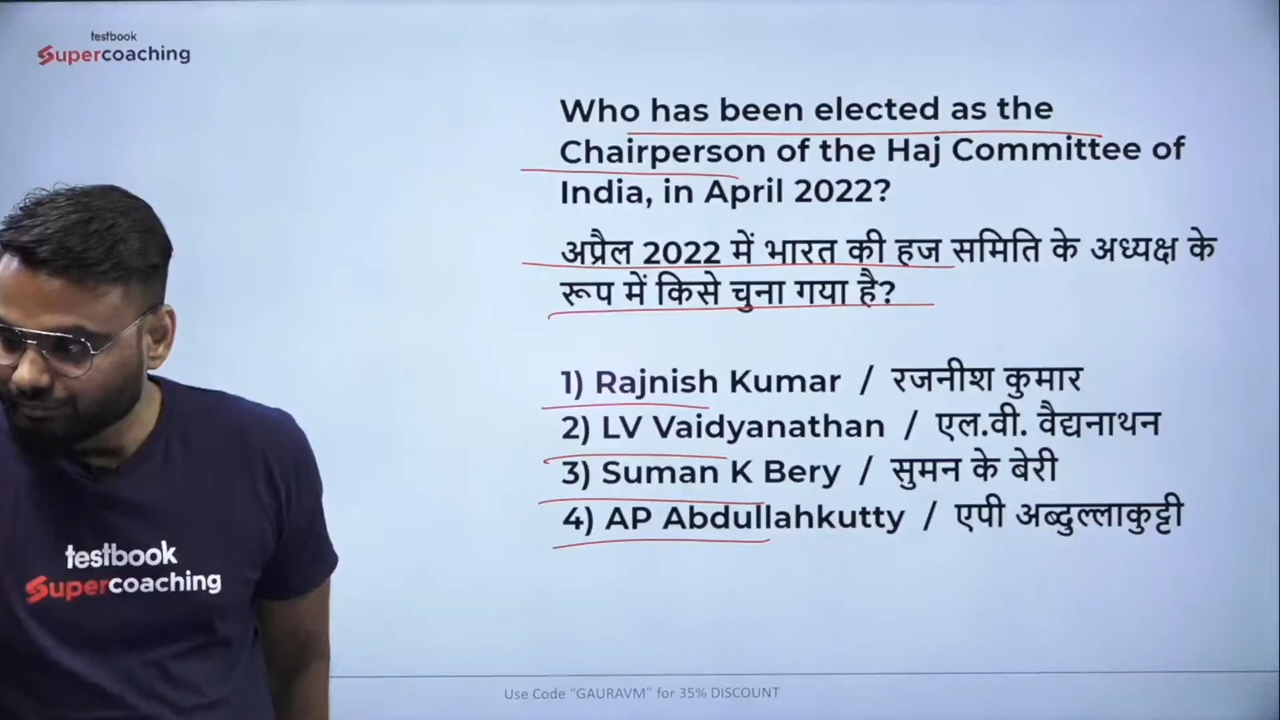 testbook
Supercoaching
Who has been elected as the
Chairperson of the Haj Committee of
India, in April 2022?
अप्रैल 2022 में भारत की हज समिति के अध्यक्ष के
रूप में किसे चुना गया है?
1) Rajnish Kumar / रजनीश कुमार
2) LV Vaidyanathan / एल.वी. वैद्यनाथन
3) Suman K Bery / सुमन के बेरी
4) AP Abdullahkutty / एपी अब्दुल्लाकुट्टी
testbook
Supercoaching
Use Code "GAURAVM" for 35% DISCOUNT